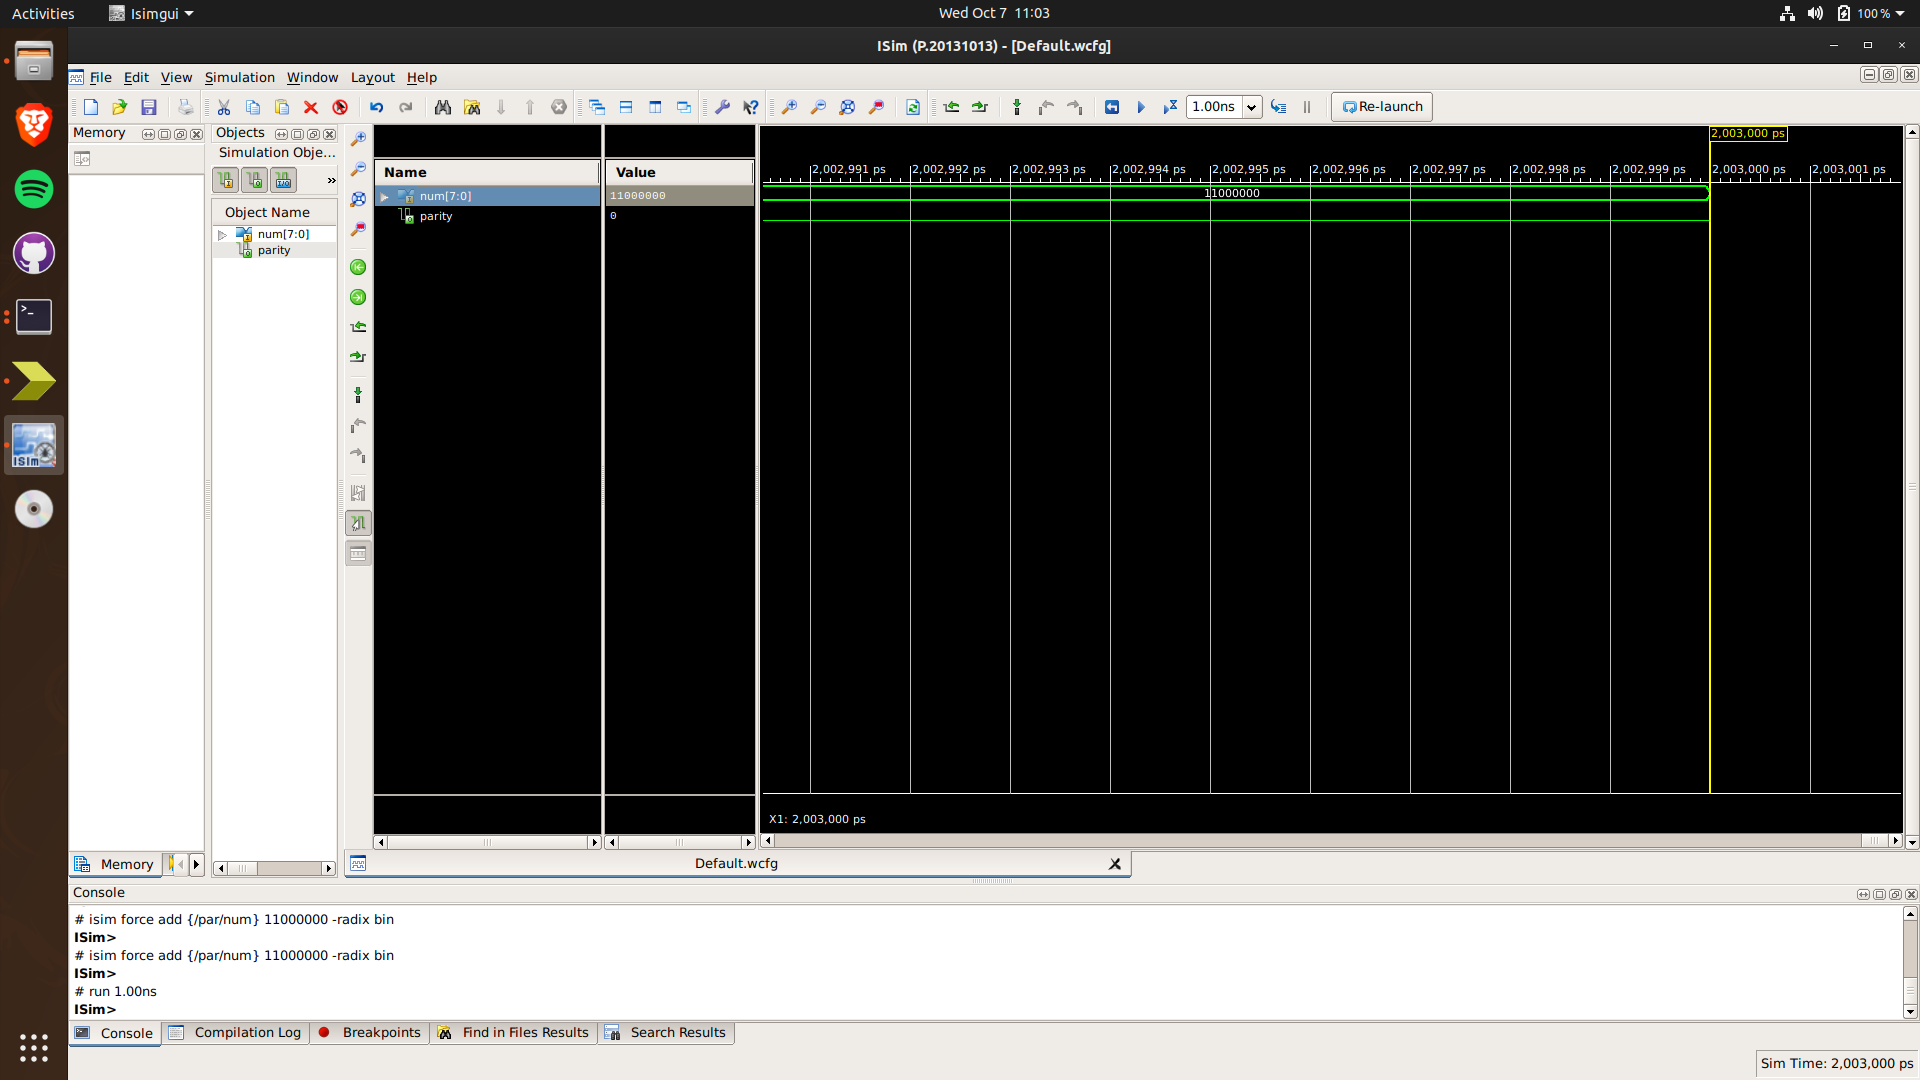 Activities
Isimgui
Wed Oct 7 11:03
100 %
ISim (P.20131013) - [Default.wcfg]
File Edit View Simulation Window Layout Help
1.00ns
Re-launch
Memory
Objects
Simulation Obje...
»
Object Name
num[7:0]
parity
Name
Value
num[7:0]
11000000
parity
0
2,003,000 ps
2,002,991 ps
2,002,992 ps
2,002,993 ps
2,002,994 ps
2,002,995 ps
2,002,996 ps
2,002,997 ps
2,002,998 ps
2,002,999 ps
2,003,000 ps
2,003,001 ps
11000000
X1: 2,003,000 ps
Memory
Default.wcfg
Console
# isim force add {/par/num} 11000000 -radix bin
ISim>
# isim force add {/par/num} 11000000 -radix bin
ISim>
# run 1.00ns
ISim>
Console
Compilation Log
Breakpoints
Find in Files Results
Search Results
Sim Time: 2,003,000 ps
ISim